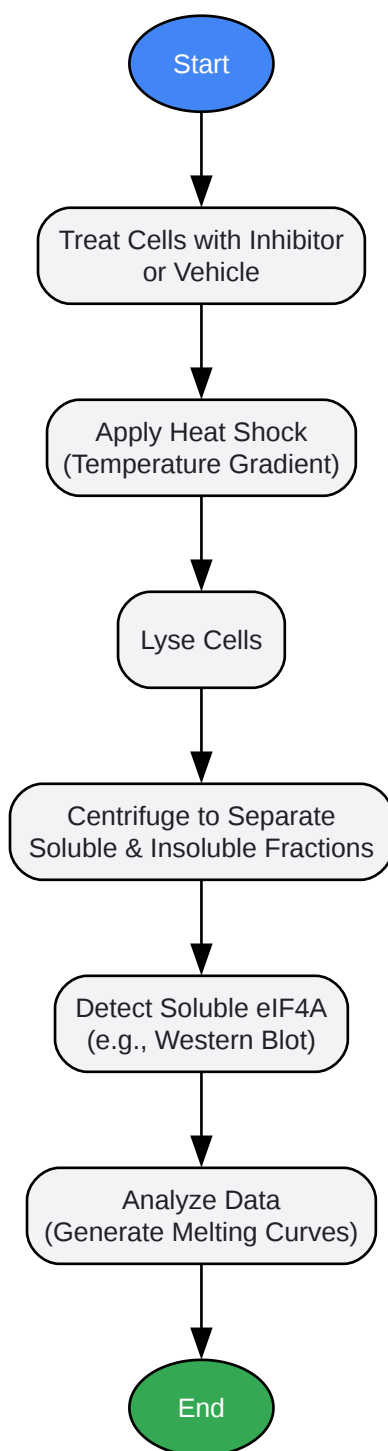 Start
Treat Cells with Inhibitor
or Vehicle
Apply Heat Shock
(Temperature Gradient)
Lyse Cells
Centrifuge to Separate
Soluble & Insoluble Fractions
Detect Soluble eIF4A
(e.g., Western Blot)
Analyze Data
(Generate Melting Curves)
End